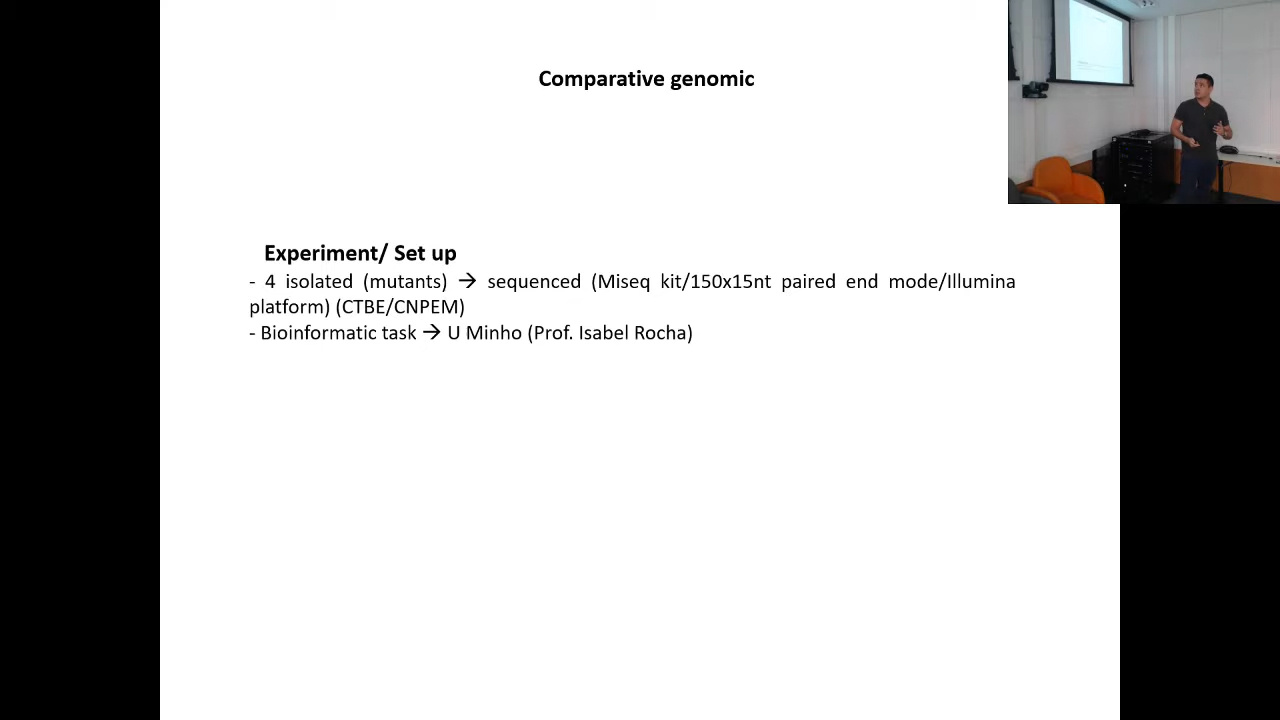 Comparative genomic
Experiment/ Set up
- 4 isolated (mutants) → sequenced (Miseq kit/150x15nt paired end mode/Illumina
platform) (CTBE/CNPEM)
- Bioinformatic task → U Minho (Prof. Isabel Rocha)